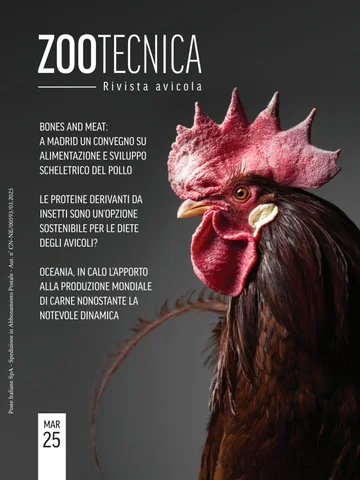 ZOOTECNICA
Rivista avicola
BONES AND MEAT:
A MADRID UN CONVEGNO SU
ALIMENTAZIONE E SVILUPPO
SCHELETRICO DEL POLLO
LE PROTEINE DERIVANTI DA
INSETTI SONO UN'OPZIONE
SOSTENIBILE PER LE DIETE
DEGLI AVICOLI?
OCEANIA, IN CALO L'APPORTO
ALLA PRODUZIONE MONDIALE
DI CARNE NONOSTANTE LA
NOTEVOLE DINAMICA
Poste Italiane SpA - Spedizione in Abbonamento Postale - Aut. n° CN-NE/00593/03.2023
MAR
25